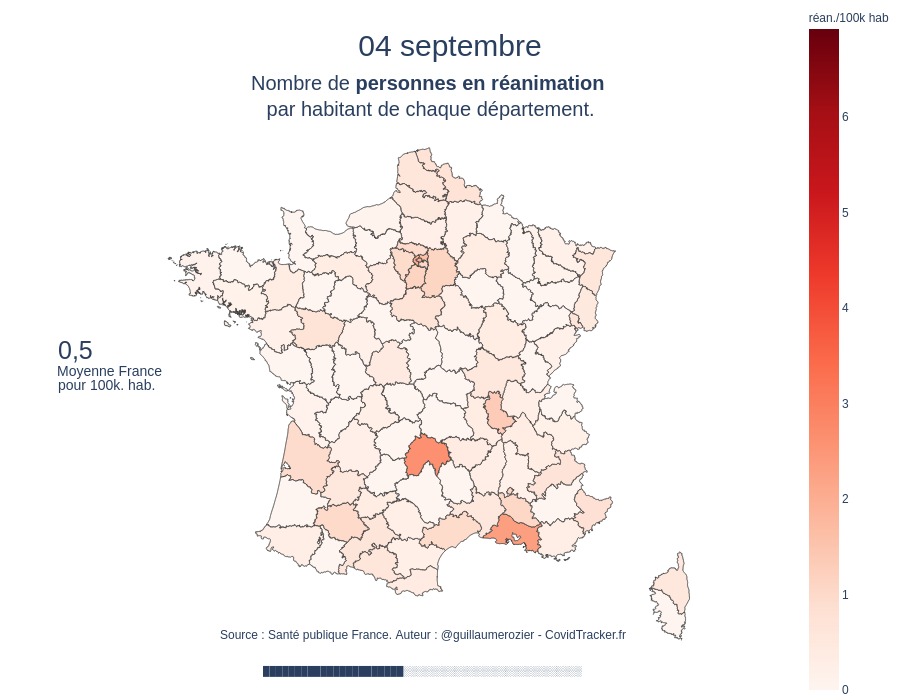 réan./100k hab
04 septembre
Nombre de personnes en réanimation
par habitant de chaque département.
6
5
4
3
2
1
0
0,5
Moyenne France
pour 100k. hab.
Source : Santé publique France. Auteur : @guillaumerozier - CovidTracker.fr